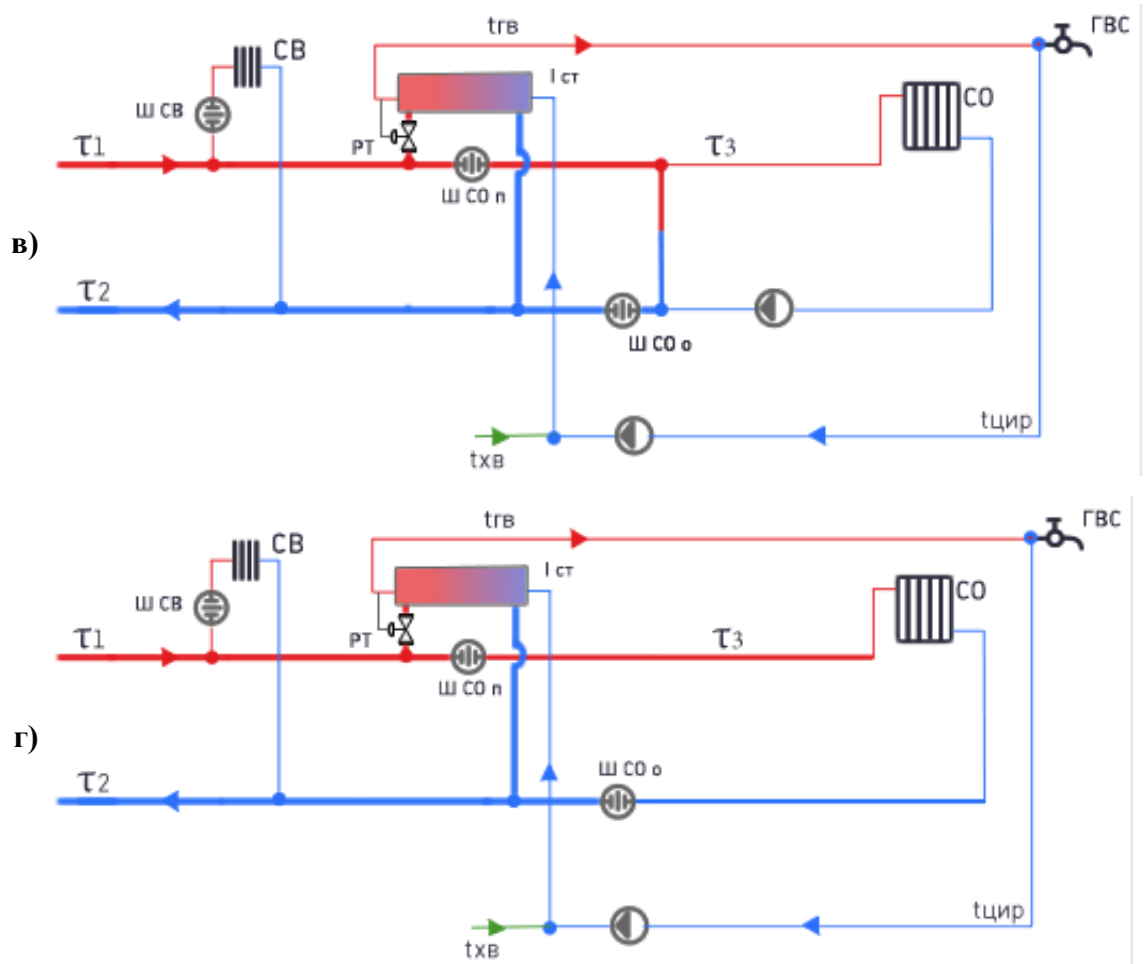 tгв
ГВС
СВ
I ст
СО
Ш СВ
РТ
τ1
τ3
Ш СО п
в)
τ2
Ш СО о
tцир
tхв
tгв
ГВС
СВ
I ст
СО
Ш СВ
РТ
τ1
τ3
Ш СО п
г)
τ2
Ш СО о
tцир
tхв